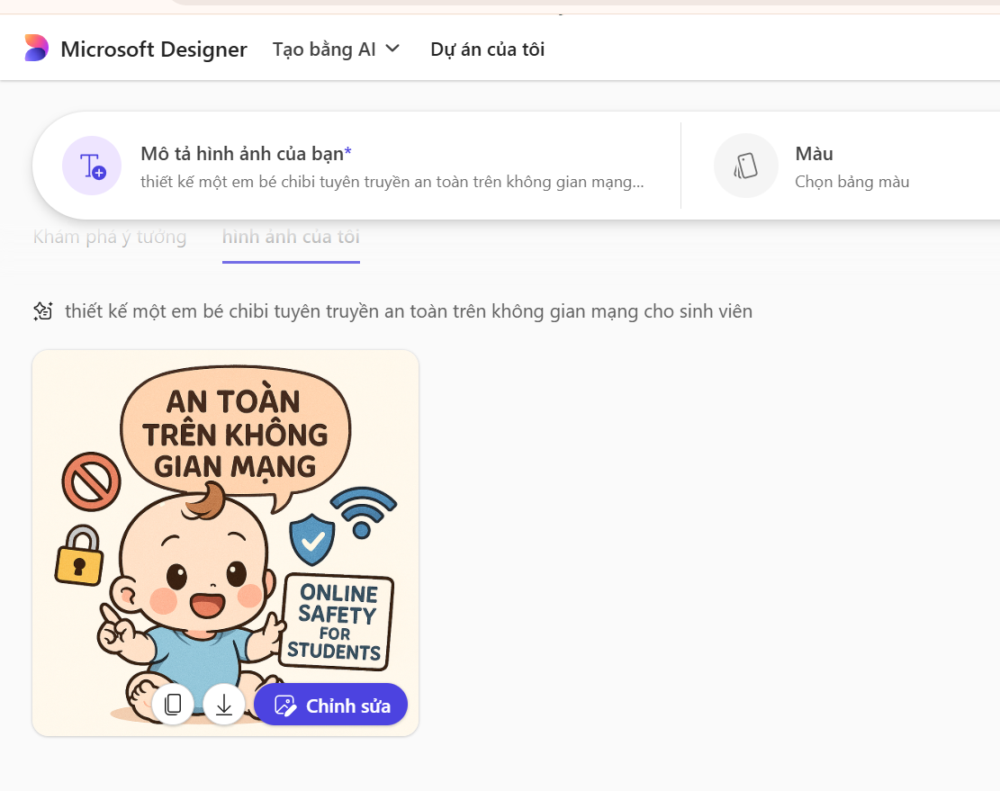 Microsoft Designer Tạo bằng AI Dự án của tôi
Mô tả hình ảnh của bạn*
thiết kế một em bé chibi tuyên truyền an toàn trên không gian mạng...
Màu
Chọn bảng màu
Khám phá ý tưởng hình ảnh của tôi
thiết kế một em bé chibi tuyên truyền an toàn trên không gian mạng cho sinh viên
AN TOÀN
TRÊN KHÔNG
GIAN MẠNG
ONLINE
SAFETY
FOR
STUDENTS
Chỉnh sửa